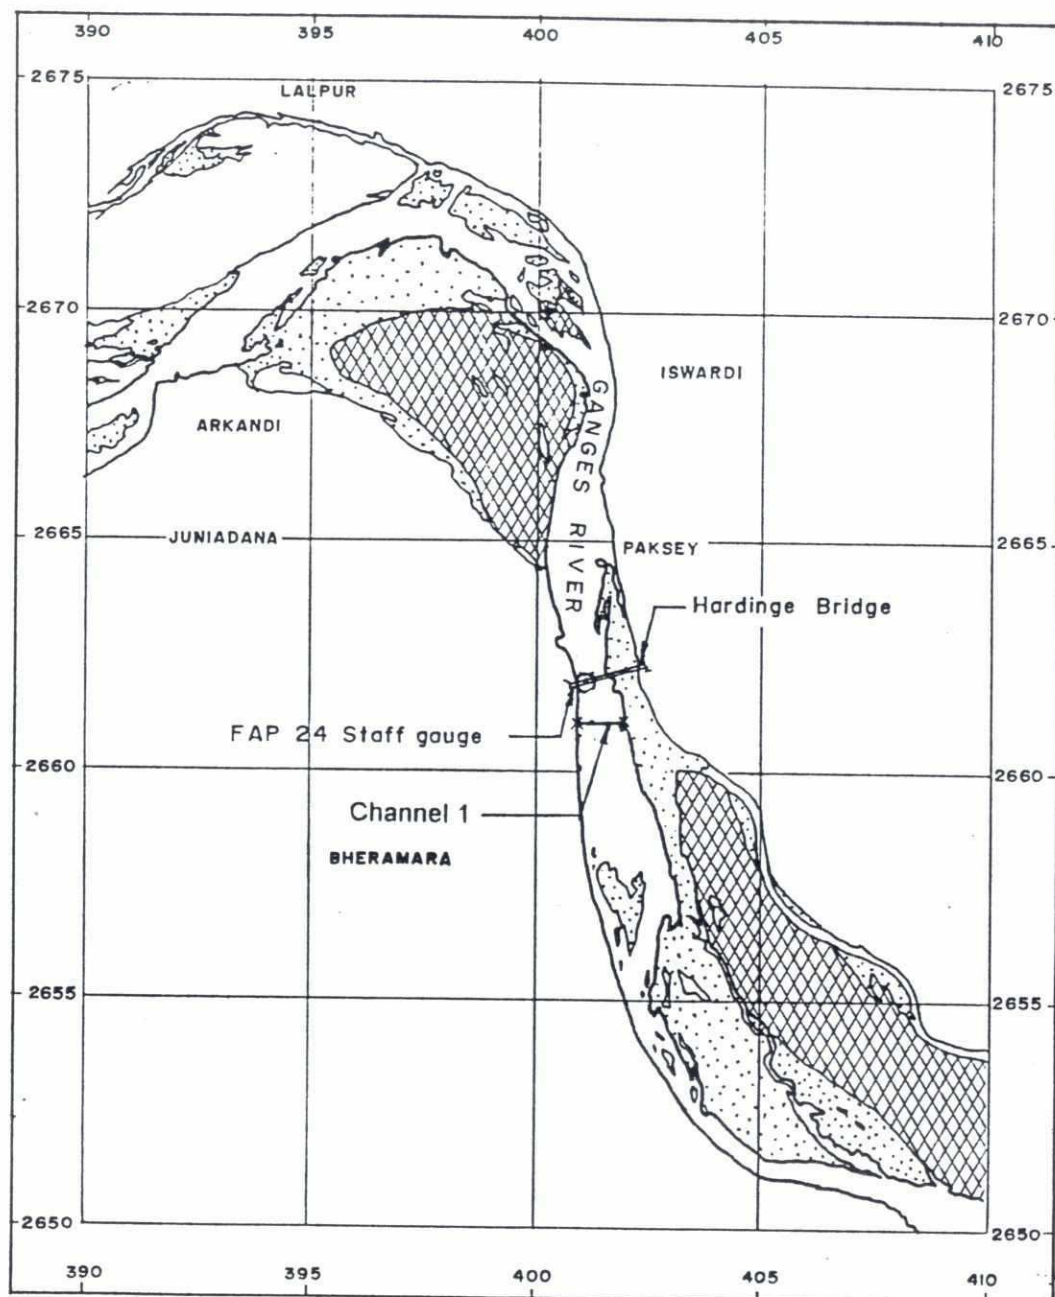 390 395 400 405 410
2675 2675
LALPUR
2670 2670
ISWARDI
ARKANDI
GANGES RIVER
2665 2665
JUNIADANA
PAKSEY
Hardinge Bridge
FAP 24 Staff gauge
2660 2660
Channel 1
BHERAMARA
2655 2655
2650 2650
390 395 400 405 410